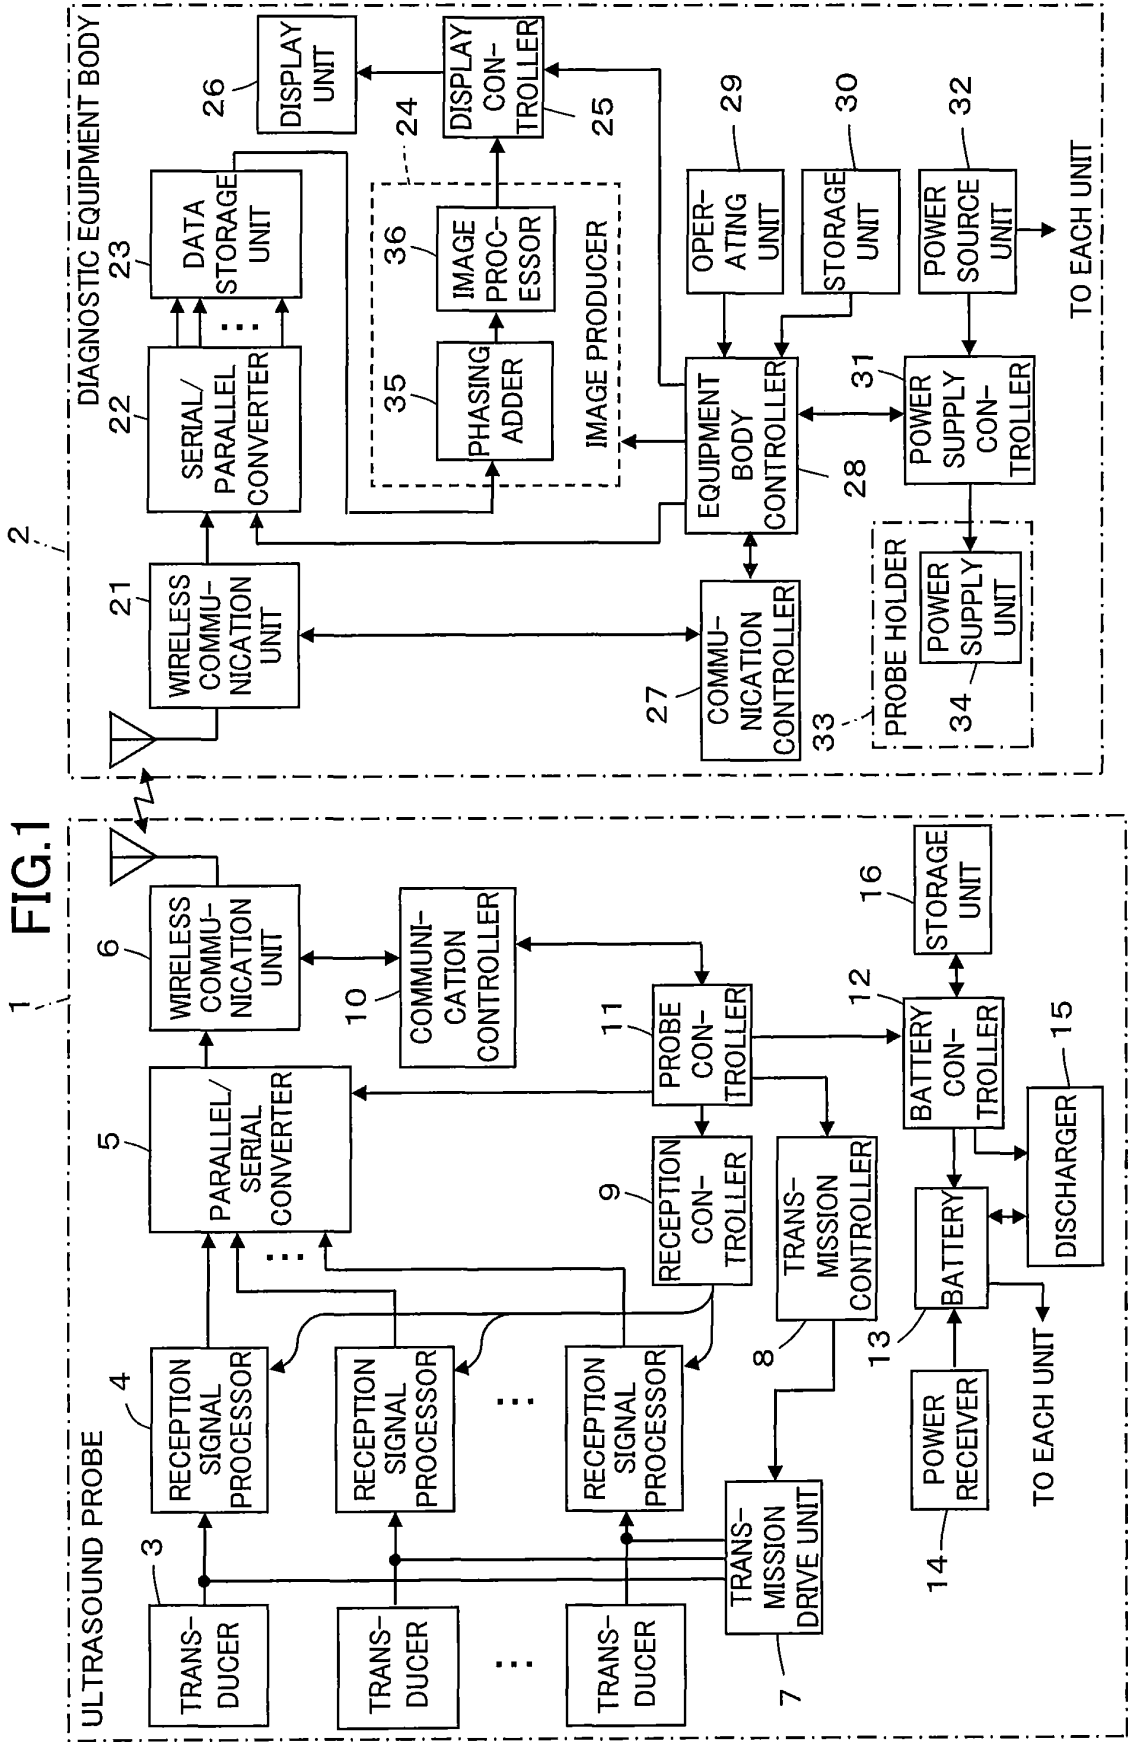 FIG.1
1
ULTRASOUND PROBE
3
TRANS-
DUCER
TRANS-
DUCER
...
TRANS-
DUCER
4
RECEPTION
SIGNAL
PROCESSOR
RECEPTION
SIGNAL
PROCESSOR
...
RECEPTION
SIGNAL
PROCESSOR
5
PARALLEL/
SERIAL
CONVERTER
...
6
WIRELESS
COMMU-
NICATION
UNIT
7
TRANS-
MISSION
DRIVE UNIT
8
TRANS-
MISSION
CONTROLLER
9
RECEPTION
CON-
TROLLER
10
COMMUNI-
CATION
CONTROLLER
11
PROBE
CON-
TROLLER
12
BATTERY
CON-
TROLLER
13
BATTERY
14
POWER
RECEIVER
TO EACH UNIT
15
DISCHARGER
16
STORAGE
UNIT
2
DIAGNOSTIC EQUIPMENT BODY
21
WIRELESS
COMMU-
NICATION
UNIT
22
SERIAL/
PARALLEL
CONVERTER
...
23
DATA
STORAGE
UNIT
24
IMAGE PRODUCER
35
PHASING
ADDER
36
IMAGE
PROC-
ESSOR
25
DISPLAY
CON-
TROLLER
26
DISPLAY
UNIT
27
COMMU-
NICATION
CONTROLLER
28
EQUIPMENT
BODY
CONTROLLER
29
OPER-
ATING
UNIT
30
STORAGE
UNIT
31
POWER
SUPPLY
CON-
TROLLER
32
POWER
SOURCE
UNIT
TO EACH UNIT
33
PROBE HOLDER
34
POWER
SUPPLY
UNIT